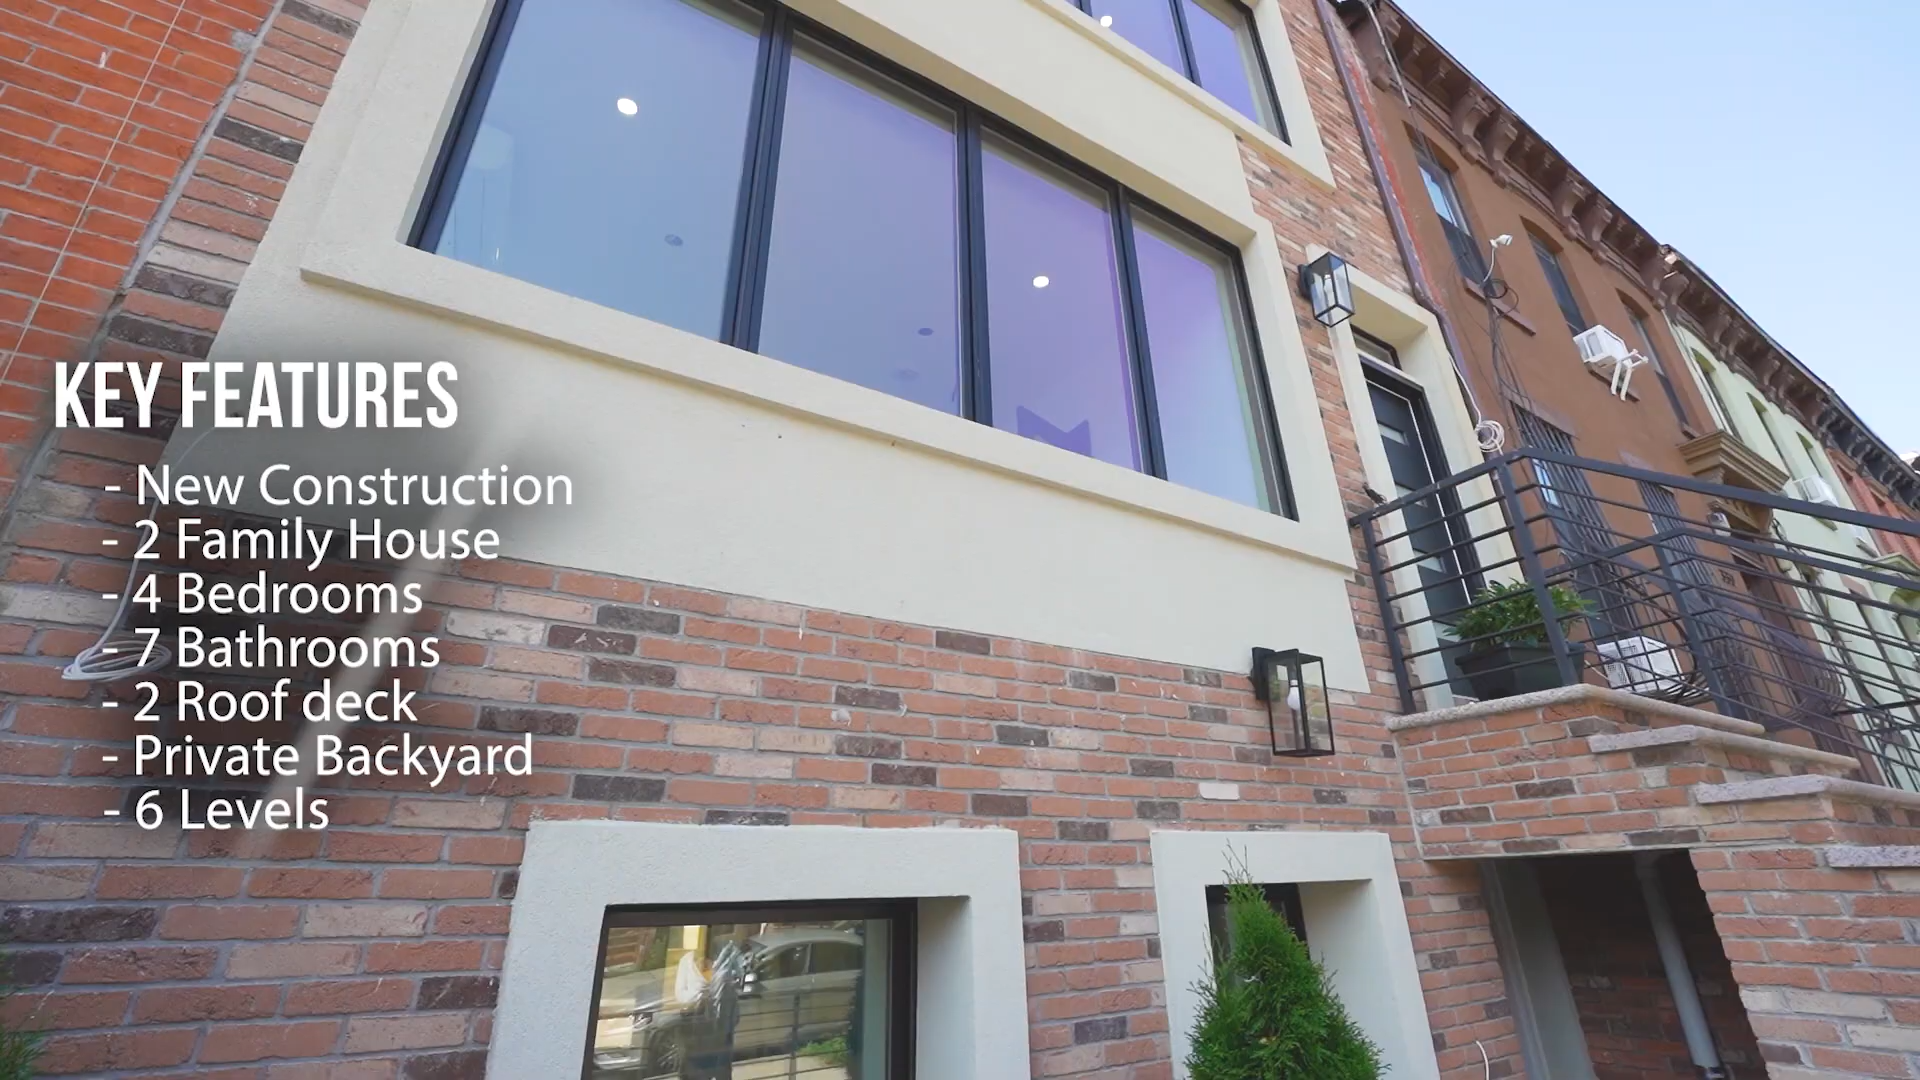 KEY FEATURES
- New Construction
- 2 Family House
- 4 Bedrooms
- 7 Bathrooms
- 2 Roof deck
- Private Backyard
- 6 Levels